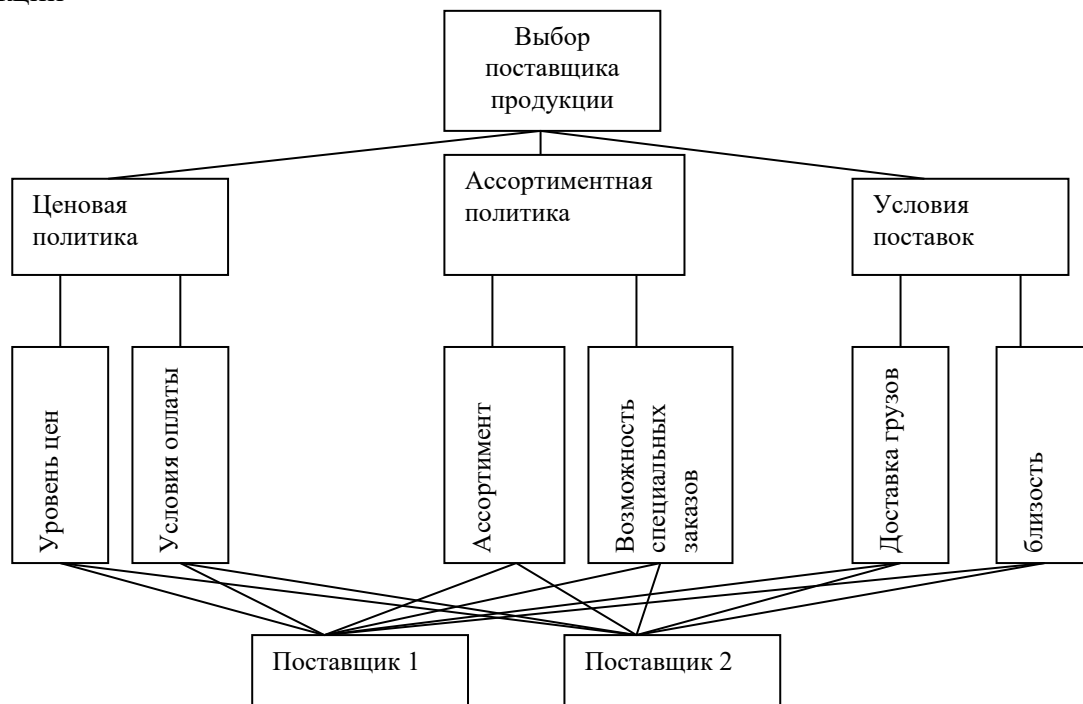 Выбор
поставщика
продукции
Ценовая
политика
Ассортиментная
политика
Условия
поставок
Уровень цен
Условия оплаты
Ассортимент
Возможность
специальных
заказов
Доставка грузов
близость
Поставщик 1
Поставщик 2